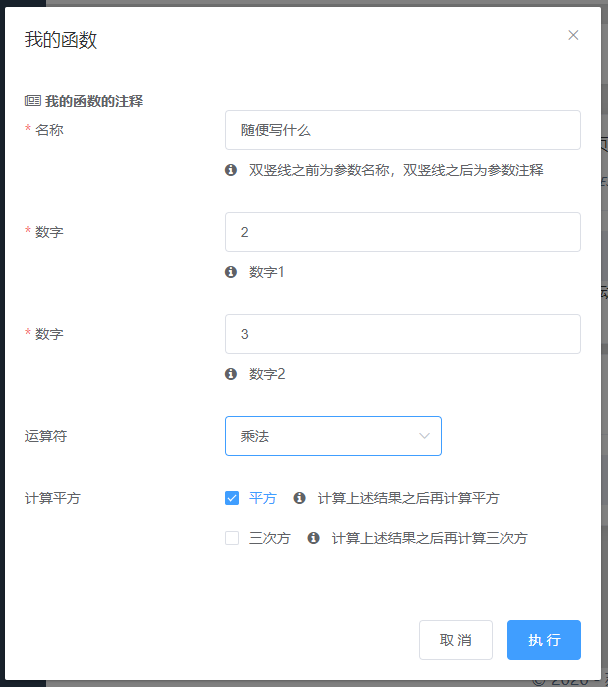 我的函数
我的函数的注释
* 名称
随便写什么
双竖线之前为参数名称，双竖线之后为参数注释
* 数字
2
数字1
* 数字
3
数字2
运算符
乘法
计算平方
平方 计算上述结果之后再计算平方
三次方 计算上述结果之后再计算三次方
取 消 执 行